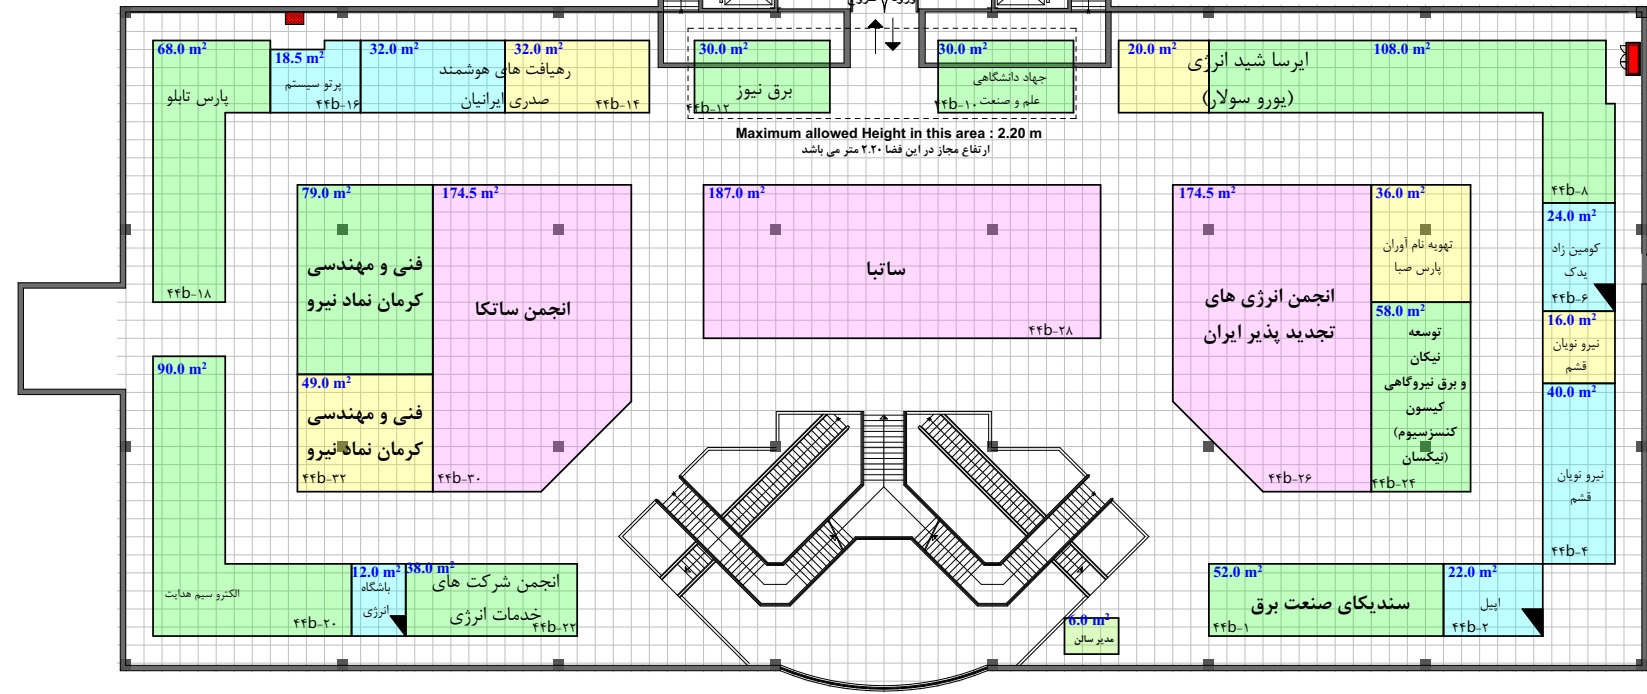 ورود
68.0 m²
پارس تابلو
۴۴b-۱۸
18.5 m²
پرتو سیستم
۴۴b-۱۶
32.0 m²
32.0 m²
رهیافت های هوشمند
صدری ایرانیان
۴۴b-۱۴
30.0 m²
برق نیوز
۴۴b-۱۲
30.0 m²
جهاد دانشگاهی
علم و صنعت
۴۴b-۱۰
Maximum allowed Height in this area : 2.20 m
ارتفاع مجاز در این فضا ۲.۲۰ متر می باشد
20.0 m²
108.0 m²
ایرسا شید انرژی
(یورو سولار)
۴۴b-۸
79.0 m²
فنی و مهندسی
کرمان نماد نیرو
49.0 m²
فنی و مهندسی
کرمان نماد نیرو
۴۴b-۳۲
174.5 m²
انجمن ساتکا
۴۴b-۳۰
187.0 m²
ساتبا
۴۴b-۲۸
174.5 m²
انجمن انرژی های
تجدید پذیر ایران
۴۴b-۲۶
36.0 m²
تهویه نام آوران
پارس صبا
58.0 m²
توسعه
نیکان
و برق نیروگاهی
کیسون
(کنسرسیوم
نیکسان)
۴۴b-۲۴
24.0 m²
کومین زاد
یدک
۴۴b-۶
16.0 m²
نیرو نویان
قشم
40.0 m²
نیرو نویان
قشم
۴۴b-۴
90.0 m²
الکترو سیم هدایت
۴۴b-۲۰
12.0 m²
باشگاه
انرژی
38.0 m²
انجمن شرکت های
خدمات انرژی
۴۴b-۲۲
6.0 m²
مدیر سالن
52.0 m²
سندیکای صنعت برق
۴۴b-۱
22.0 m²
اپیل
۴۴b-۲